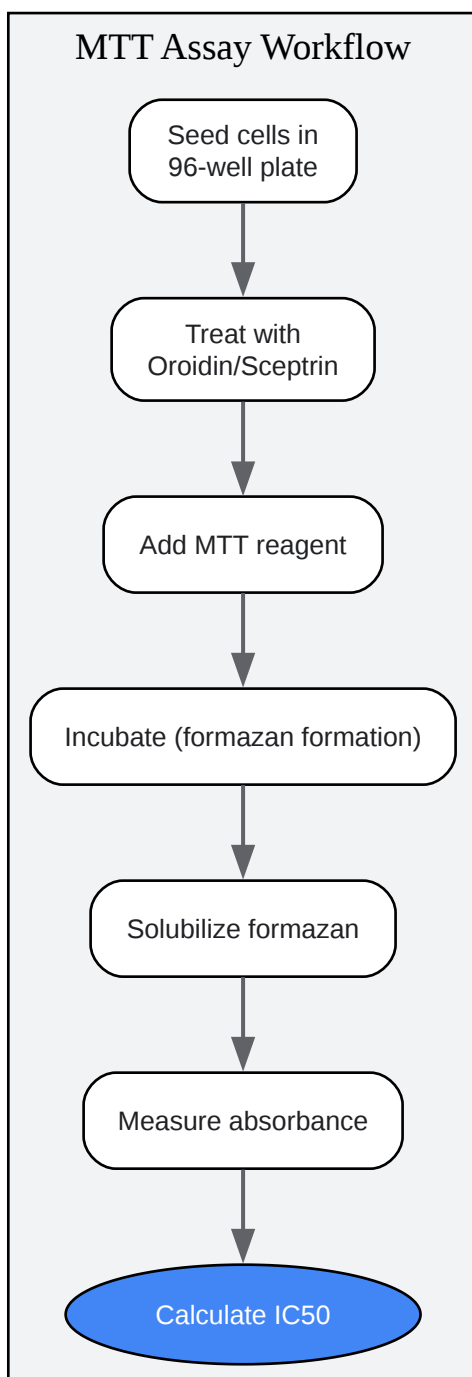 MTT Assay Workflow
Seed cells in
96-well plate
Treat with
Oroidin/Sceptrin
Add MTT reagent
Incubate (formazan formation)
Solubilize formazan
Measure absorbance
Calculate IC50